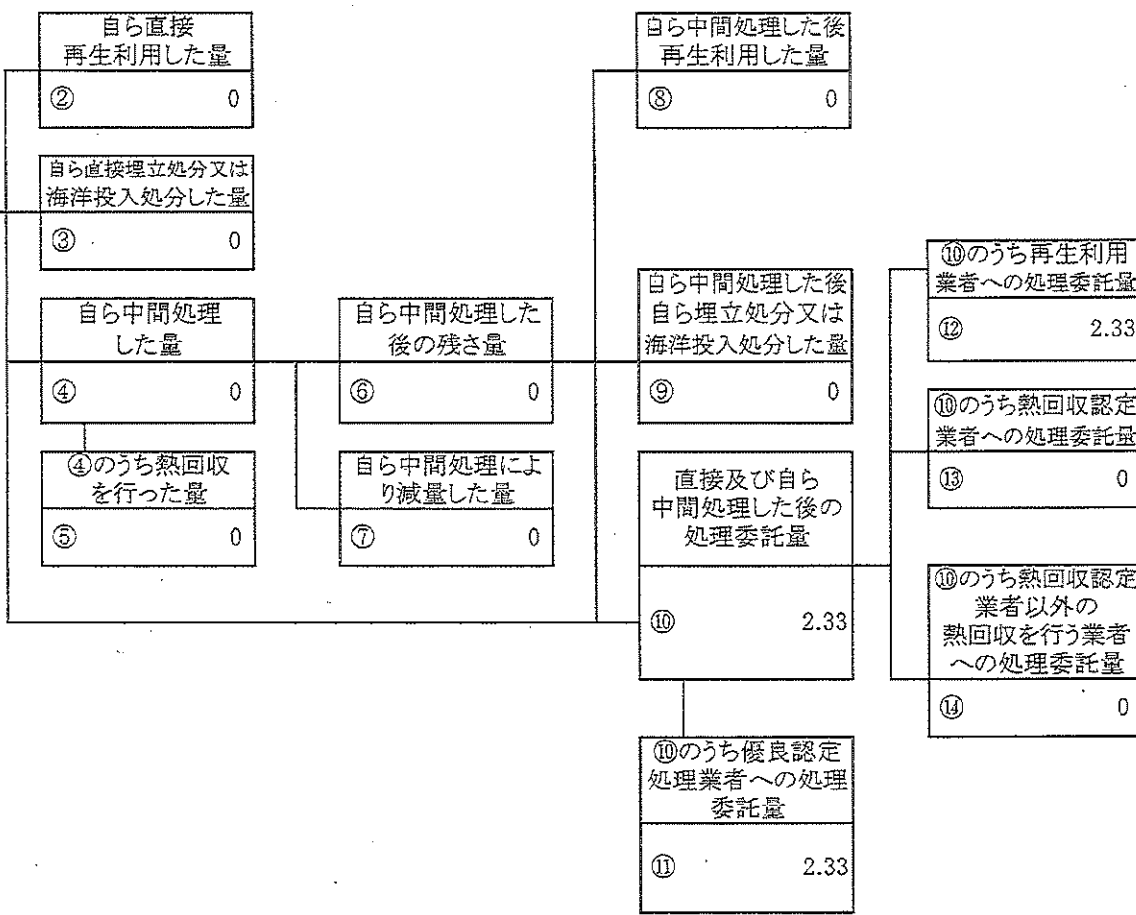 自ら直接
再生利用した量
② 0
自ら直接埋立処分又は
海洋投入処分した量
③ 0
自ら中間処理
した量
④ 0
④のうち熱回収
を行った量
⑤ 0
自ら中間処理した
後の残さ量
⑥ 0
自ら中間処理によ
り減量した量
⑦ 0
自ら中間処理した後
再生利用した量
⑧ 0
自ら中間処理した後
自ら埋立処分又は
海洋投入処分した量
⑨ 0
直接及び自ら
中間処理した後の
処理委託量
⑩ 2.33
⑩のうち優良認定
処理業者への処理
委託量
⑪ 2.33
⑩のうち再生利用
業者への処理委託量
⑫ 2.33
⑩のうち熱回収認定
業者への処理委託量
⑬ 0
⑩のうち熱回収認定
業者以外の
熱回収を行う業者
への処理委託量
⑭ 0